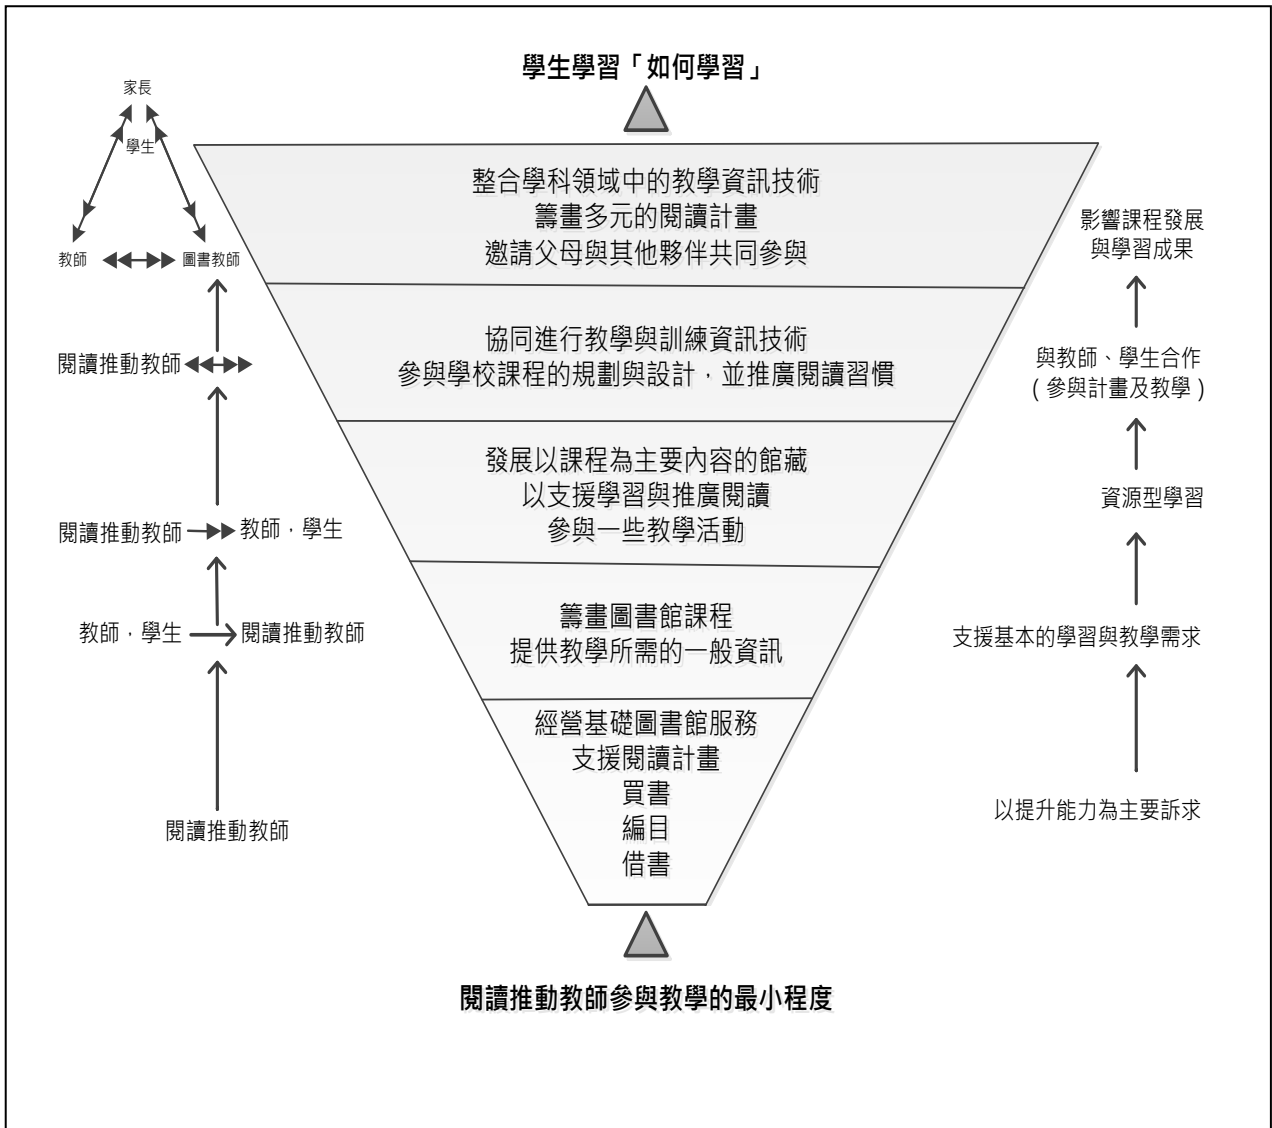 學生學習「如何學習」
家長
學生
教師
圖書教師
閱讀推動教師
閱讀推動教師
教師，學生
教師，學生
閱讀推動教師
閱讀推動教師
整合學科領域中的教學資訊技術
籌畫多元的閱讀計畫
邀請父母與其他夥伴共同參與
協同進行教學與訓練資訊技術
參與學校課程的規劃與設計，並推廣閱讀習慣
發展以課程為主要內容的館藏
以支援學習與推廣閱讀
參與一些教學活動
籌畫圖書館課程
提供教學所需的一般資訊
經營基礎圖書館服務
支援閱讀計畫
買書
編目
借書
影響課程發展
與學習成果
與教師、學生合作
(參與計畫及教學)
資源型學習
支援基本的學習與教學需求
以提升能力為主要訴求
閱讀推動教師參與教學的最小程度